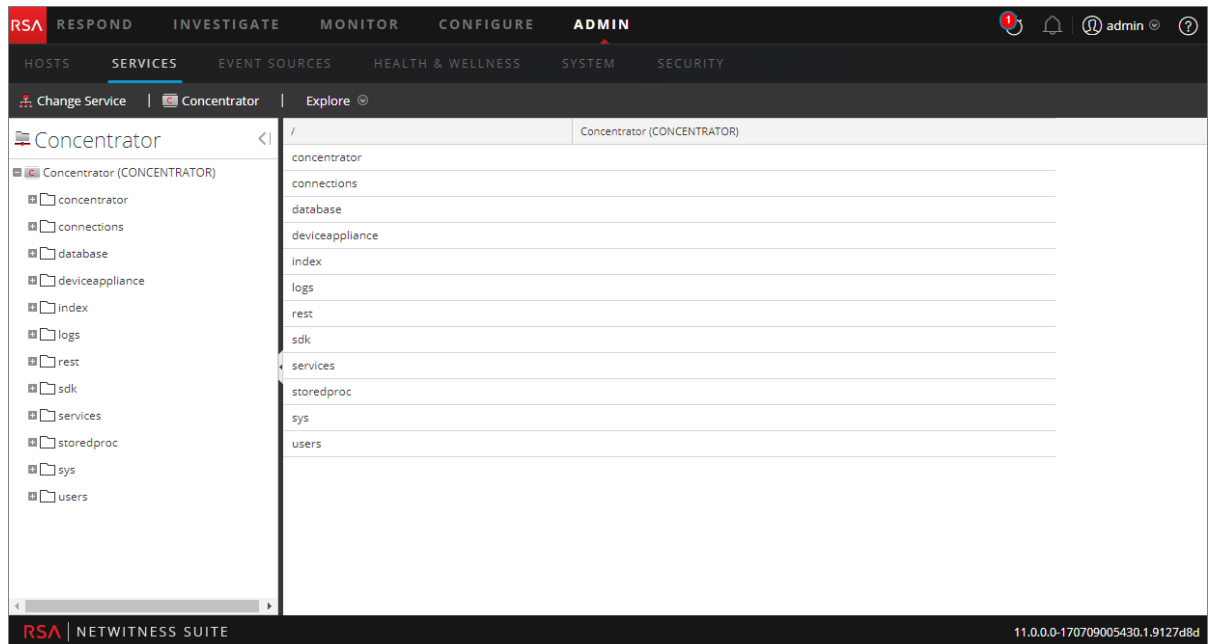 RSA RESPOND INVESTIGATE MONITOR CONFIGURE ADMIN 1 admin ?
HOSTS SERVICES EVENT SOURCES HEALTH & WELLNESS SYSTEM SECURITY
Change Service | C Concentrator | Explore
Concentrator
C Concentrator (CONCENTRATOR)
concentrator
connections
database
deviceappliance
index
logs
rest
sdk
services
storedproc
sys
users
/ Concentrator (CONCENTRATOR)
concentrator
connections
database
deviceappliance
index
logs
rest
sdk
services
storedproc
sys
users
RSA | NETWITNESS SUITE 11.0.0.0-170709005430.1.9127d8d